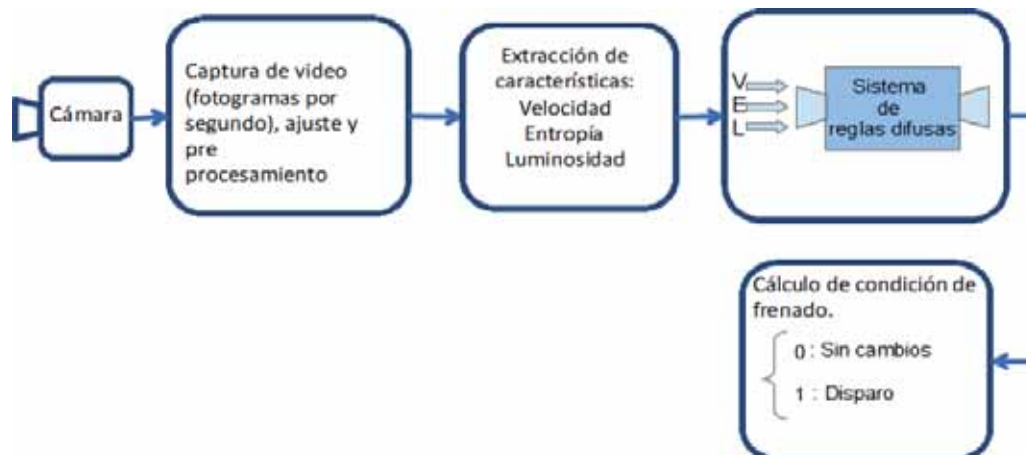 Cámara
Captura de video
(fotogramas por
segundo), ajuste y
pre
procesamiento
Extracción de
características:
Velocidad
Entropía
Luminosidad
V
E
L
Sistema
de
reglas difusas
Cálculo de condición de
frenado.
0 : Sin cambios
1 : Disparo